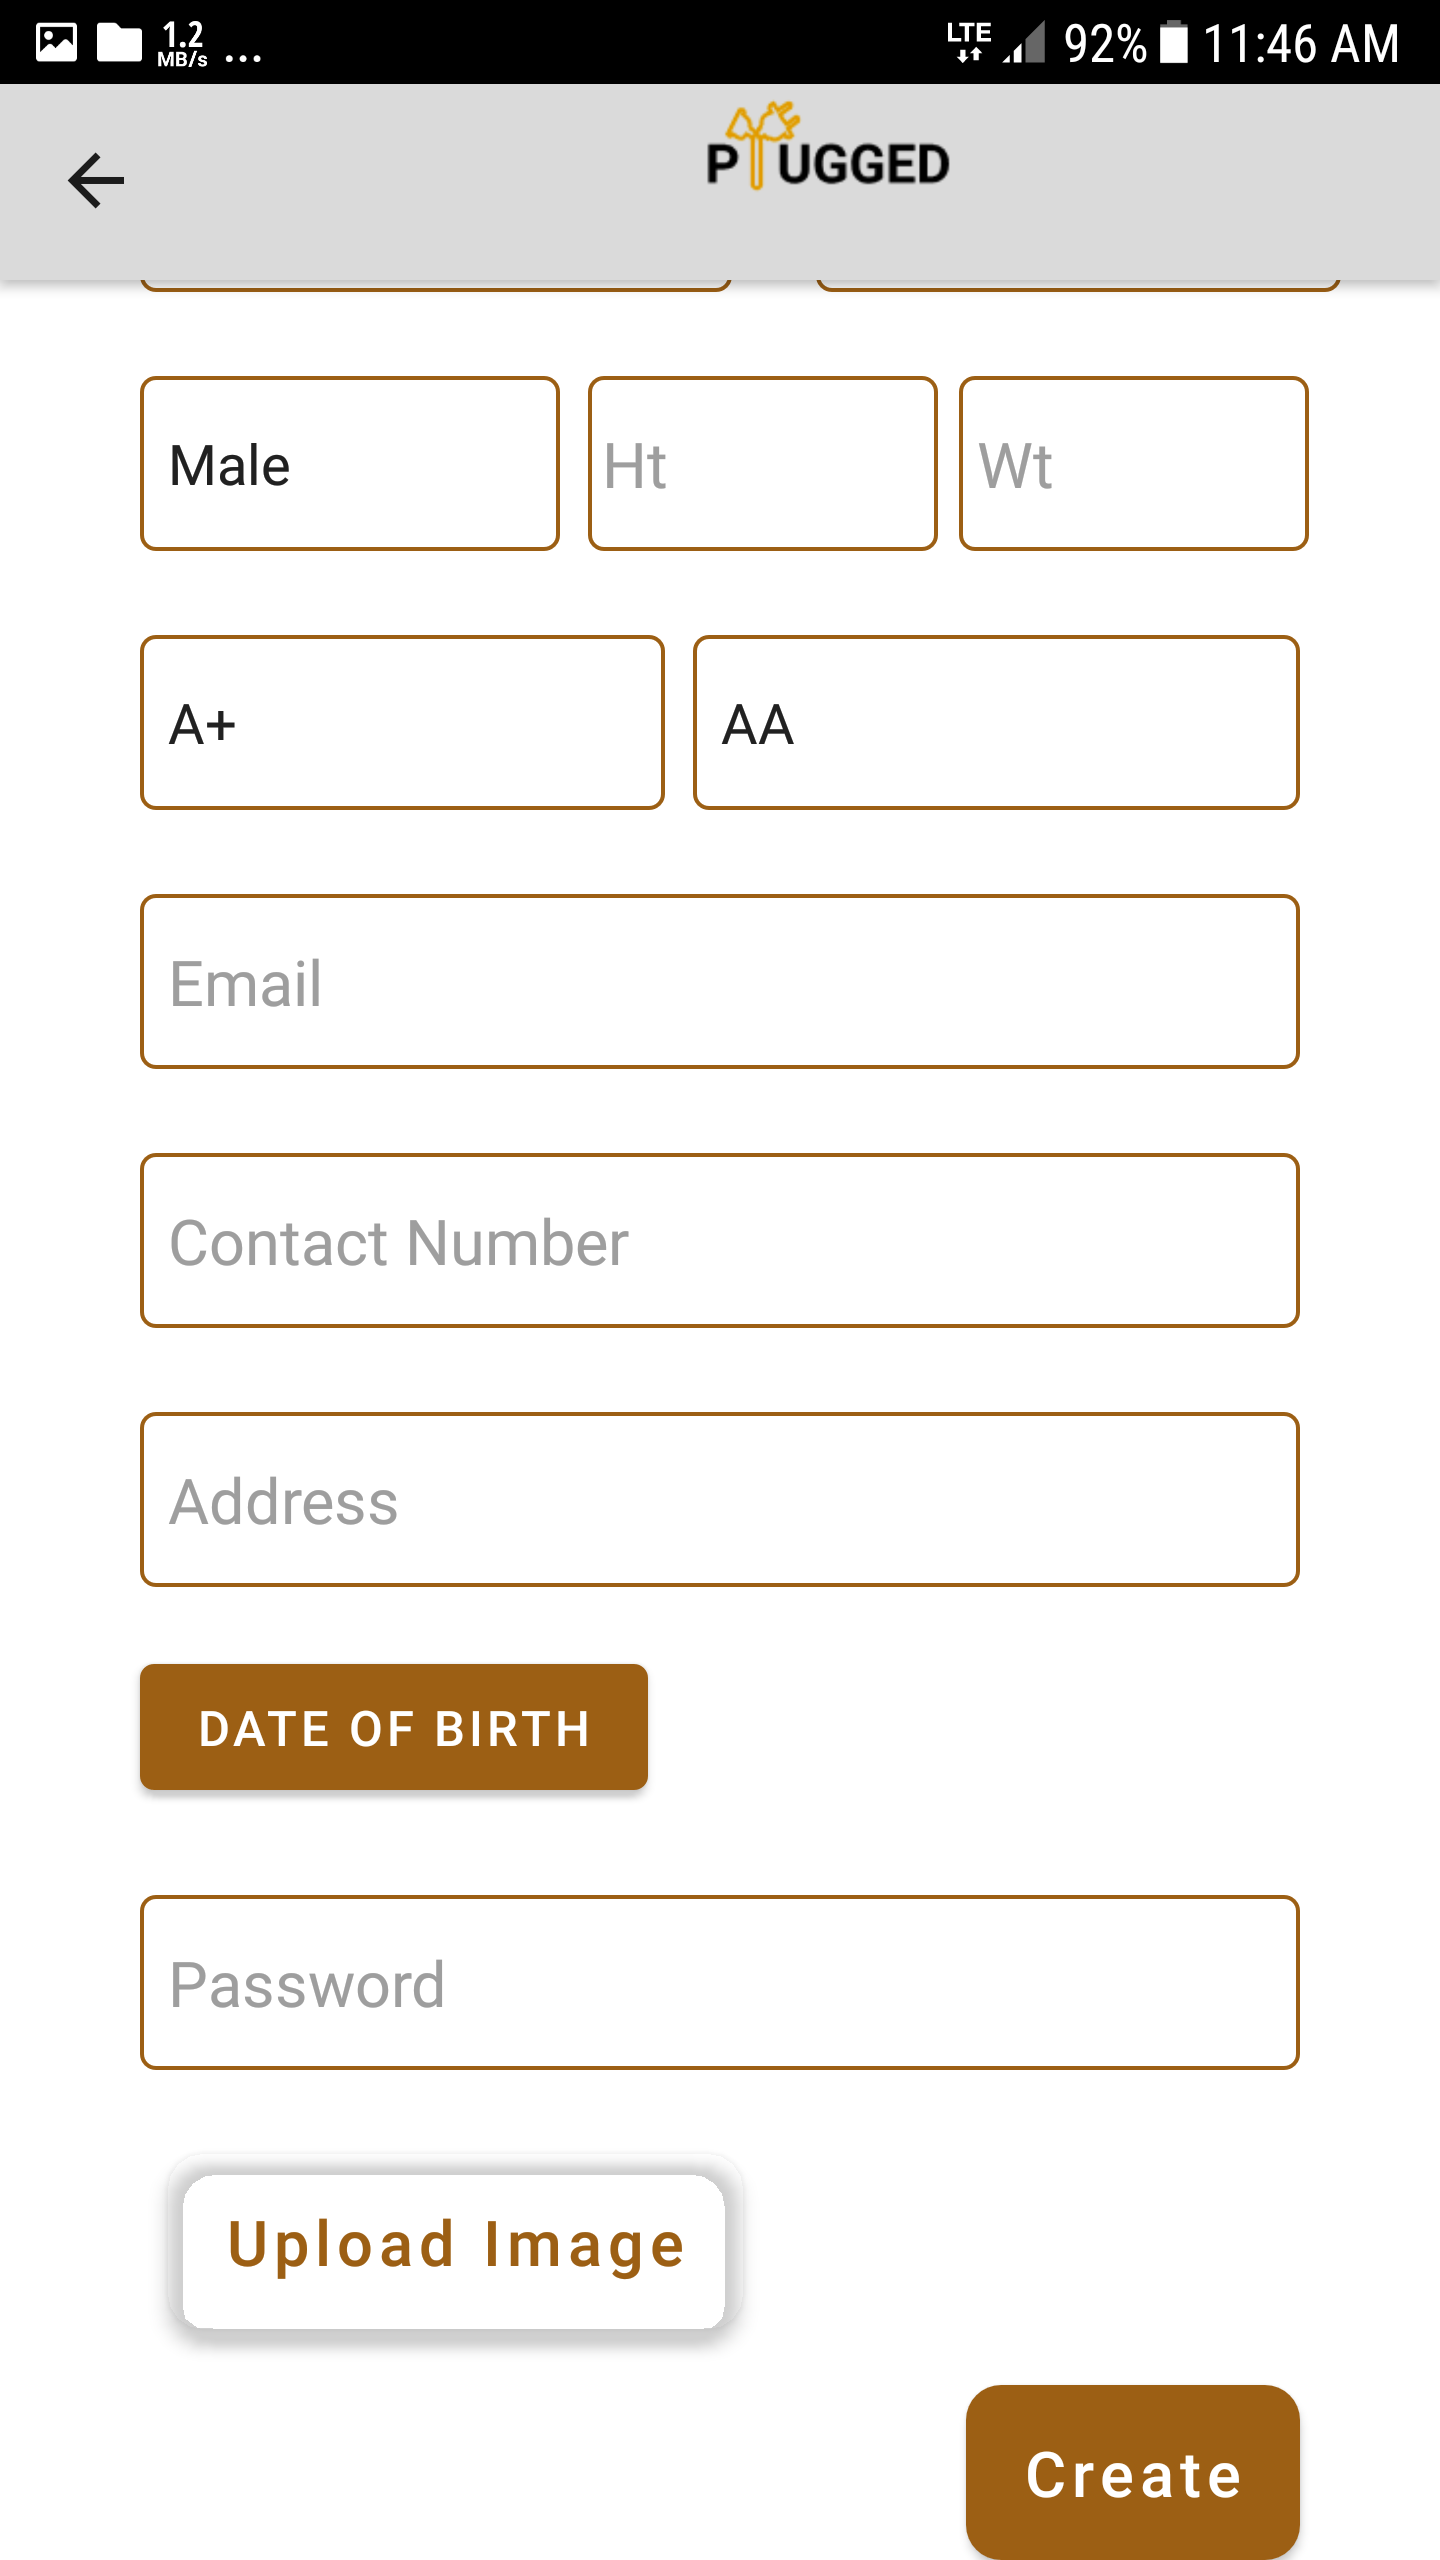 1.2
MB/s ...
LTE 92% 11:46 AM
PLUGGED
Male Ht Wt
A+ AA
Email
Contact Number
Address
DATE OF BIRTH
Password
Upload Image
Create